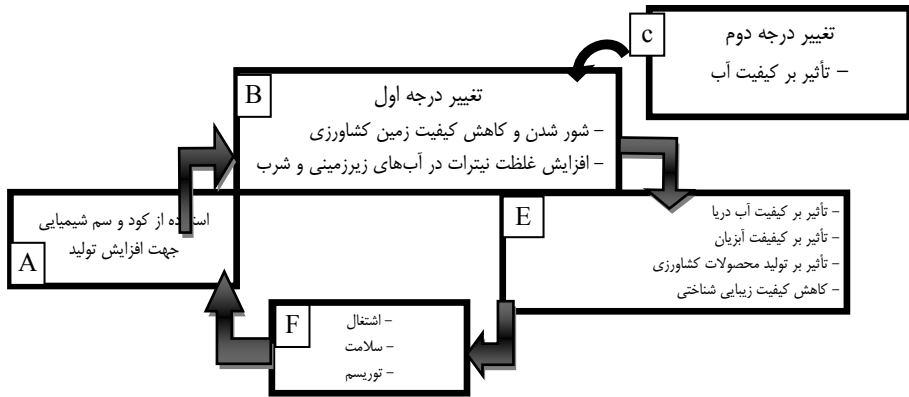 c
تغییر درجه دوم
– تأثیر بر کیفیت آب
B
تغییر درجه اول
– شور شدن و کاهش کیفیت زمین کشاورزی
– افزایش غلظت نیترات در آب‌های زیرزمینی و شرب
A
از کود و سم شیمیایی
جهت افزایش تولید
E
– تأثیر بر کیفیت آب دریا
– تأثیر بر کیفیفت آبزیان
– تأثیر بر تولید محصولات کشاورزی
– کاهش کیفیت زیبایی شناختی
F
– اشتغال
– سلامت
– توریسم